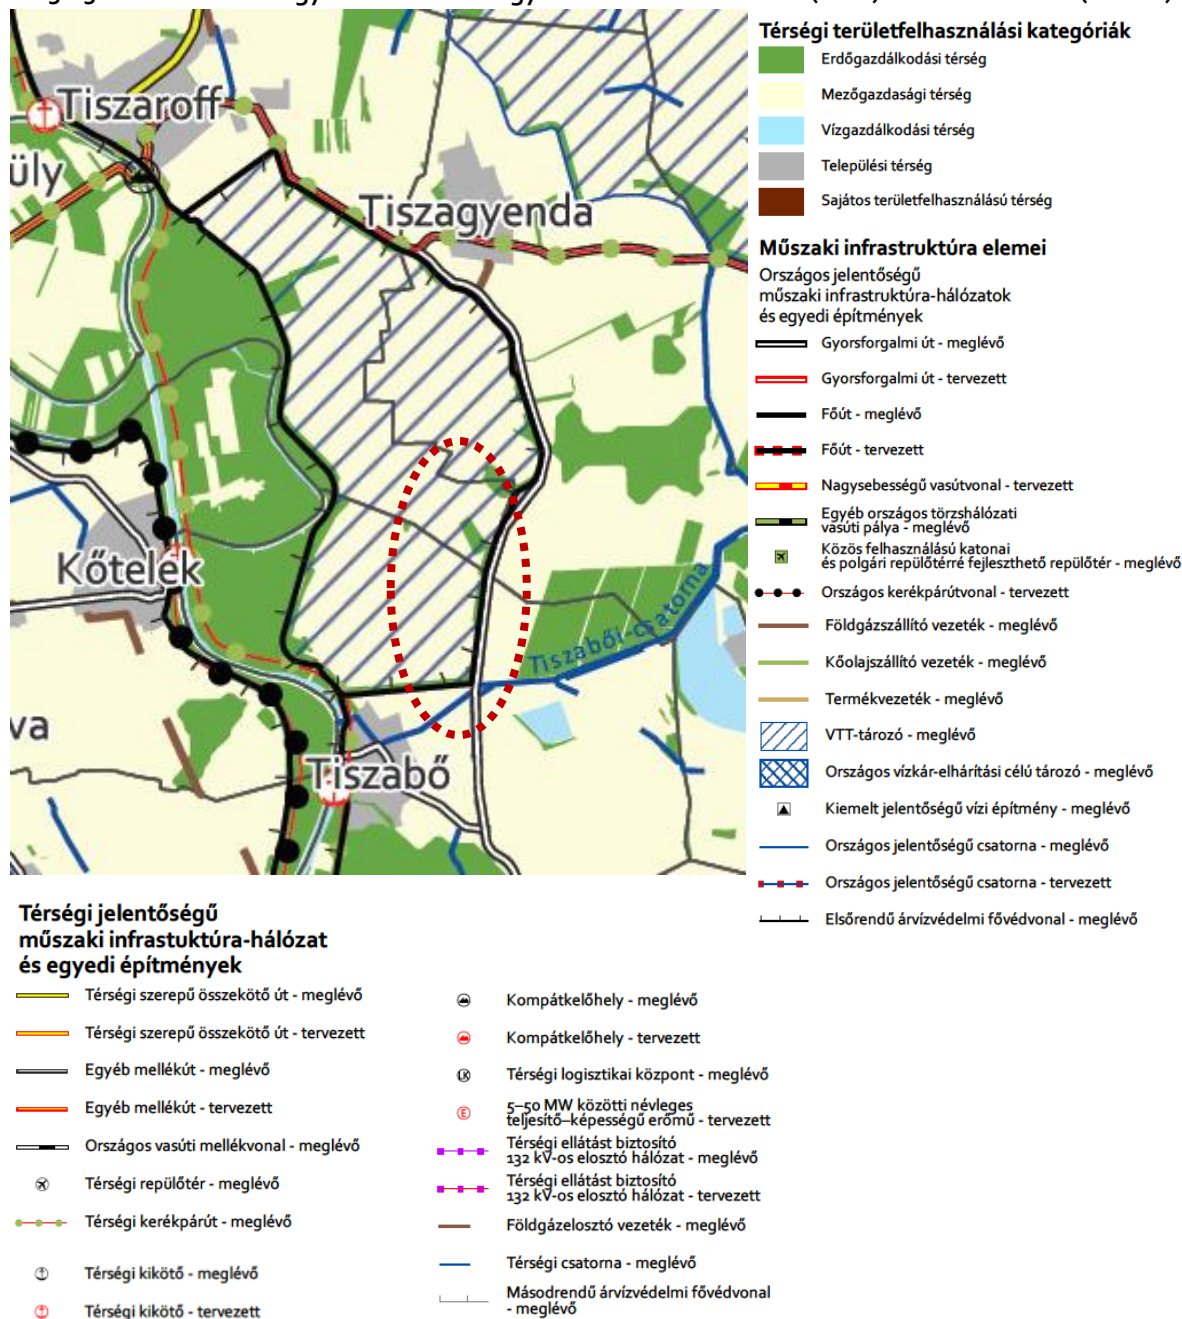 Tiszaroff
üly
Tiszagyenda
Kőtelek
Tiszabői-csatorna
va
Tiszabő
Térségi területfelhasználási kategóriák
Erdőgazdálkodási térség
Mezőgazdasági térség
Vízgazdálkodási térség
Települési térség
Sajátos területfelhasználású térség
Műszaki infrastruktúra elemei
Országos jelentőségű
műszaki infrastruktúra-hálózatok
és egyedi építmények
Gyorsforgalmi út - meglévő
Gyorsforgalmi út - tervezett
Főút - meglévő
Főút - tervezett
Nagysebességű vasútvonal - tervezett
Egyéb országos törzshálózati
vasúti pálya - meglévő
Közös felhasználású katonai
és polgári repülőtérré fejleszthető repülőtér - meglévő
Országos kerékpárútvonal - tervezett
Földgázszállító vezeték - meglévő
Kőolajszállító vezeték - meglévő
Termékvezeték - meglévő
VTT-tározó - meglévő
Országos vízkár-elhárítási célú tározó - meglévő
Kiemelt jelentőségű vízi építmény - meglévő
Országos jelentőségű csatorna - meglévő
Országos jelentőségű csatorna - tervezett
Elsőrendű árvízvédelmi fővédvonal - meglévő
Térségi jelentőségű
műszaki infrastuktúra-hálózat
és egyedi építmények
Térségi szerepű összekötő út - meglévő
Térségi szerepű összekötő út - tervezett
Egyéb mellékút - meglévő
Egyéb mellékút - tervezett
Országos vasúti mellékvonal - meglévő
Térségi repülőtér - meglévő
Térségi kerékpárút - meglévő
Térségi kikötő - meglévő
Térségi kikötő - tervezett
Kompátkelőhely - meglévő
Kompátkelőhely - tervezett
LK Térségi logisztikai központ - meglévő
E 5–50 MW közötti névleges
teljesítő–képességű erőmű - tervezett
Térségi ellátást biztosító
132 kV-os elosztó hálózat - meglévő
Térségi ellátást biztosító
132 kV-os elosztó hálózat - tervezett
Földgázelosztó vezeték - meglévő
Térségi csatorna - meglévő
Másodrendű árvízvédelmi fővédvonal
- meglévő